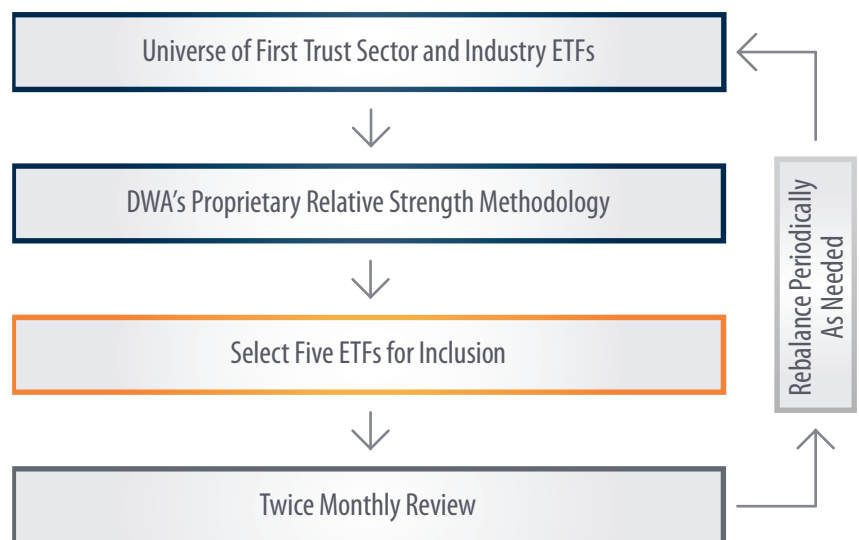 Universe of First Trust Sector and Industry ETFs
DWA's Proprietary Relative Strength Methodology
Select Five ETFs for Inclusion
Twice Monthly Review
Rebalance Periodically
As Needed